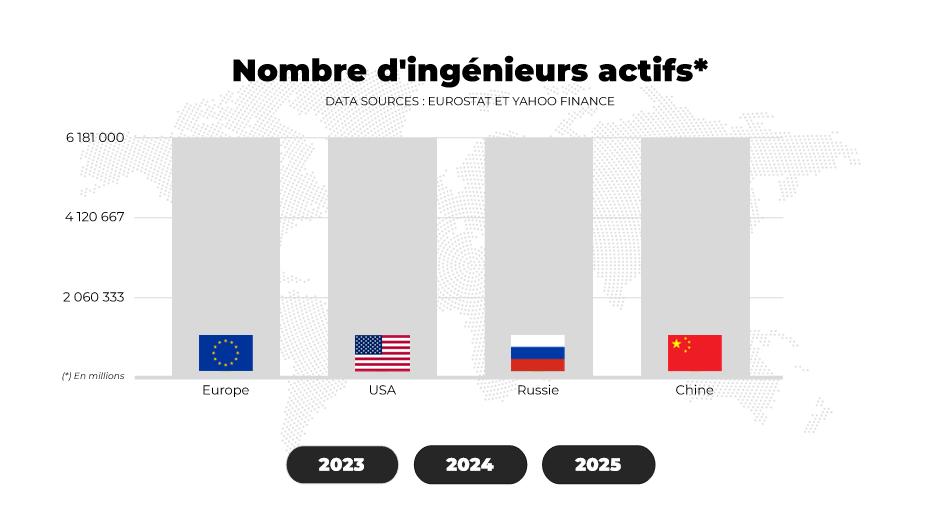 Nombre d'ingénieurs actifs*
DATA SOURCES : EUROSTAT ET YAHOO FINANCE
6 181 000
4 120 667
2 060 333
(*) En millions
Europe
USA
Russie
Chine
2023
2024
2025